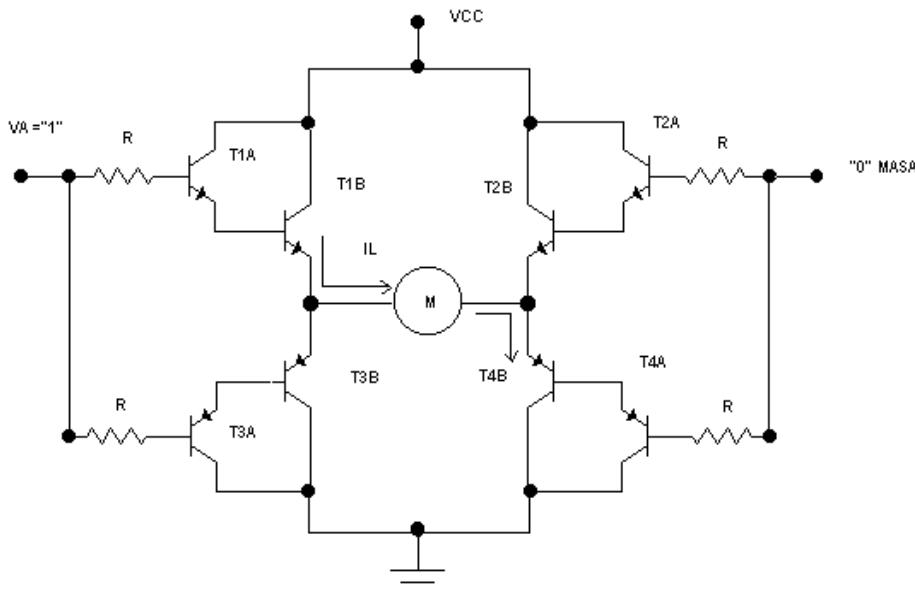 VCC
VA ="1"
R
T1A
T2A
R
T1B
T2B
"0" MASA
IL
M
T3B
T4B
T4A
R
T3A
R